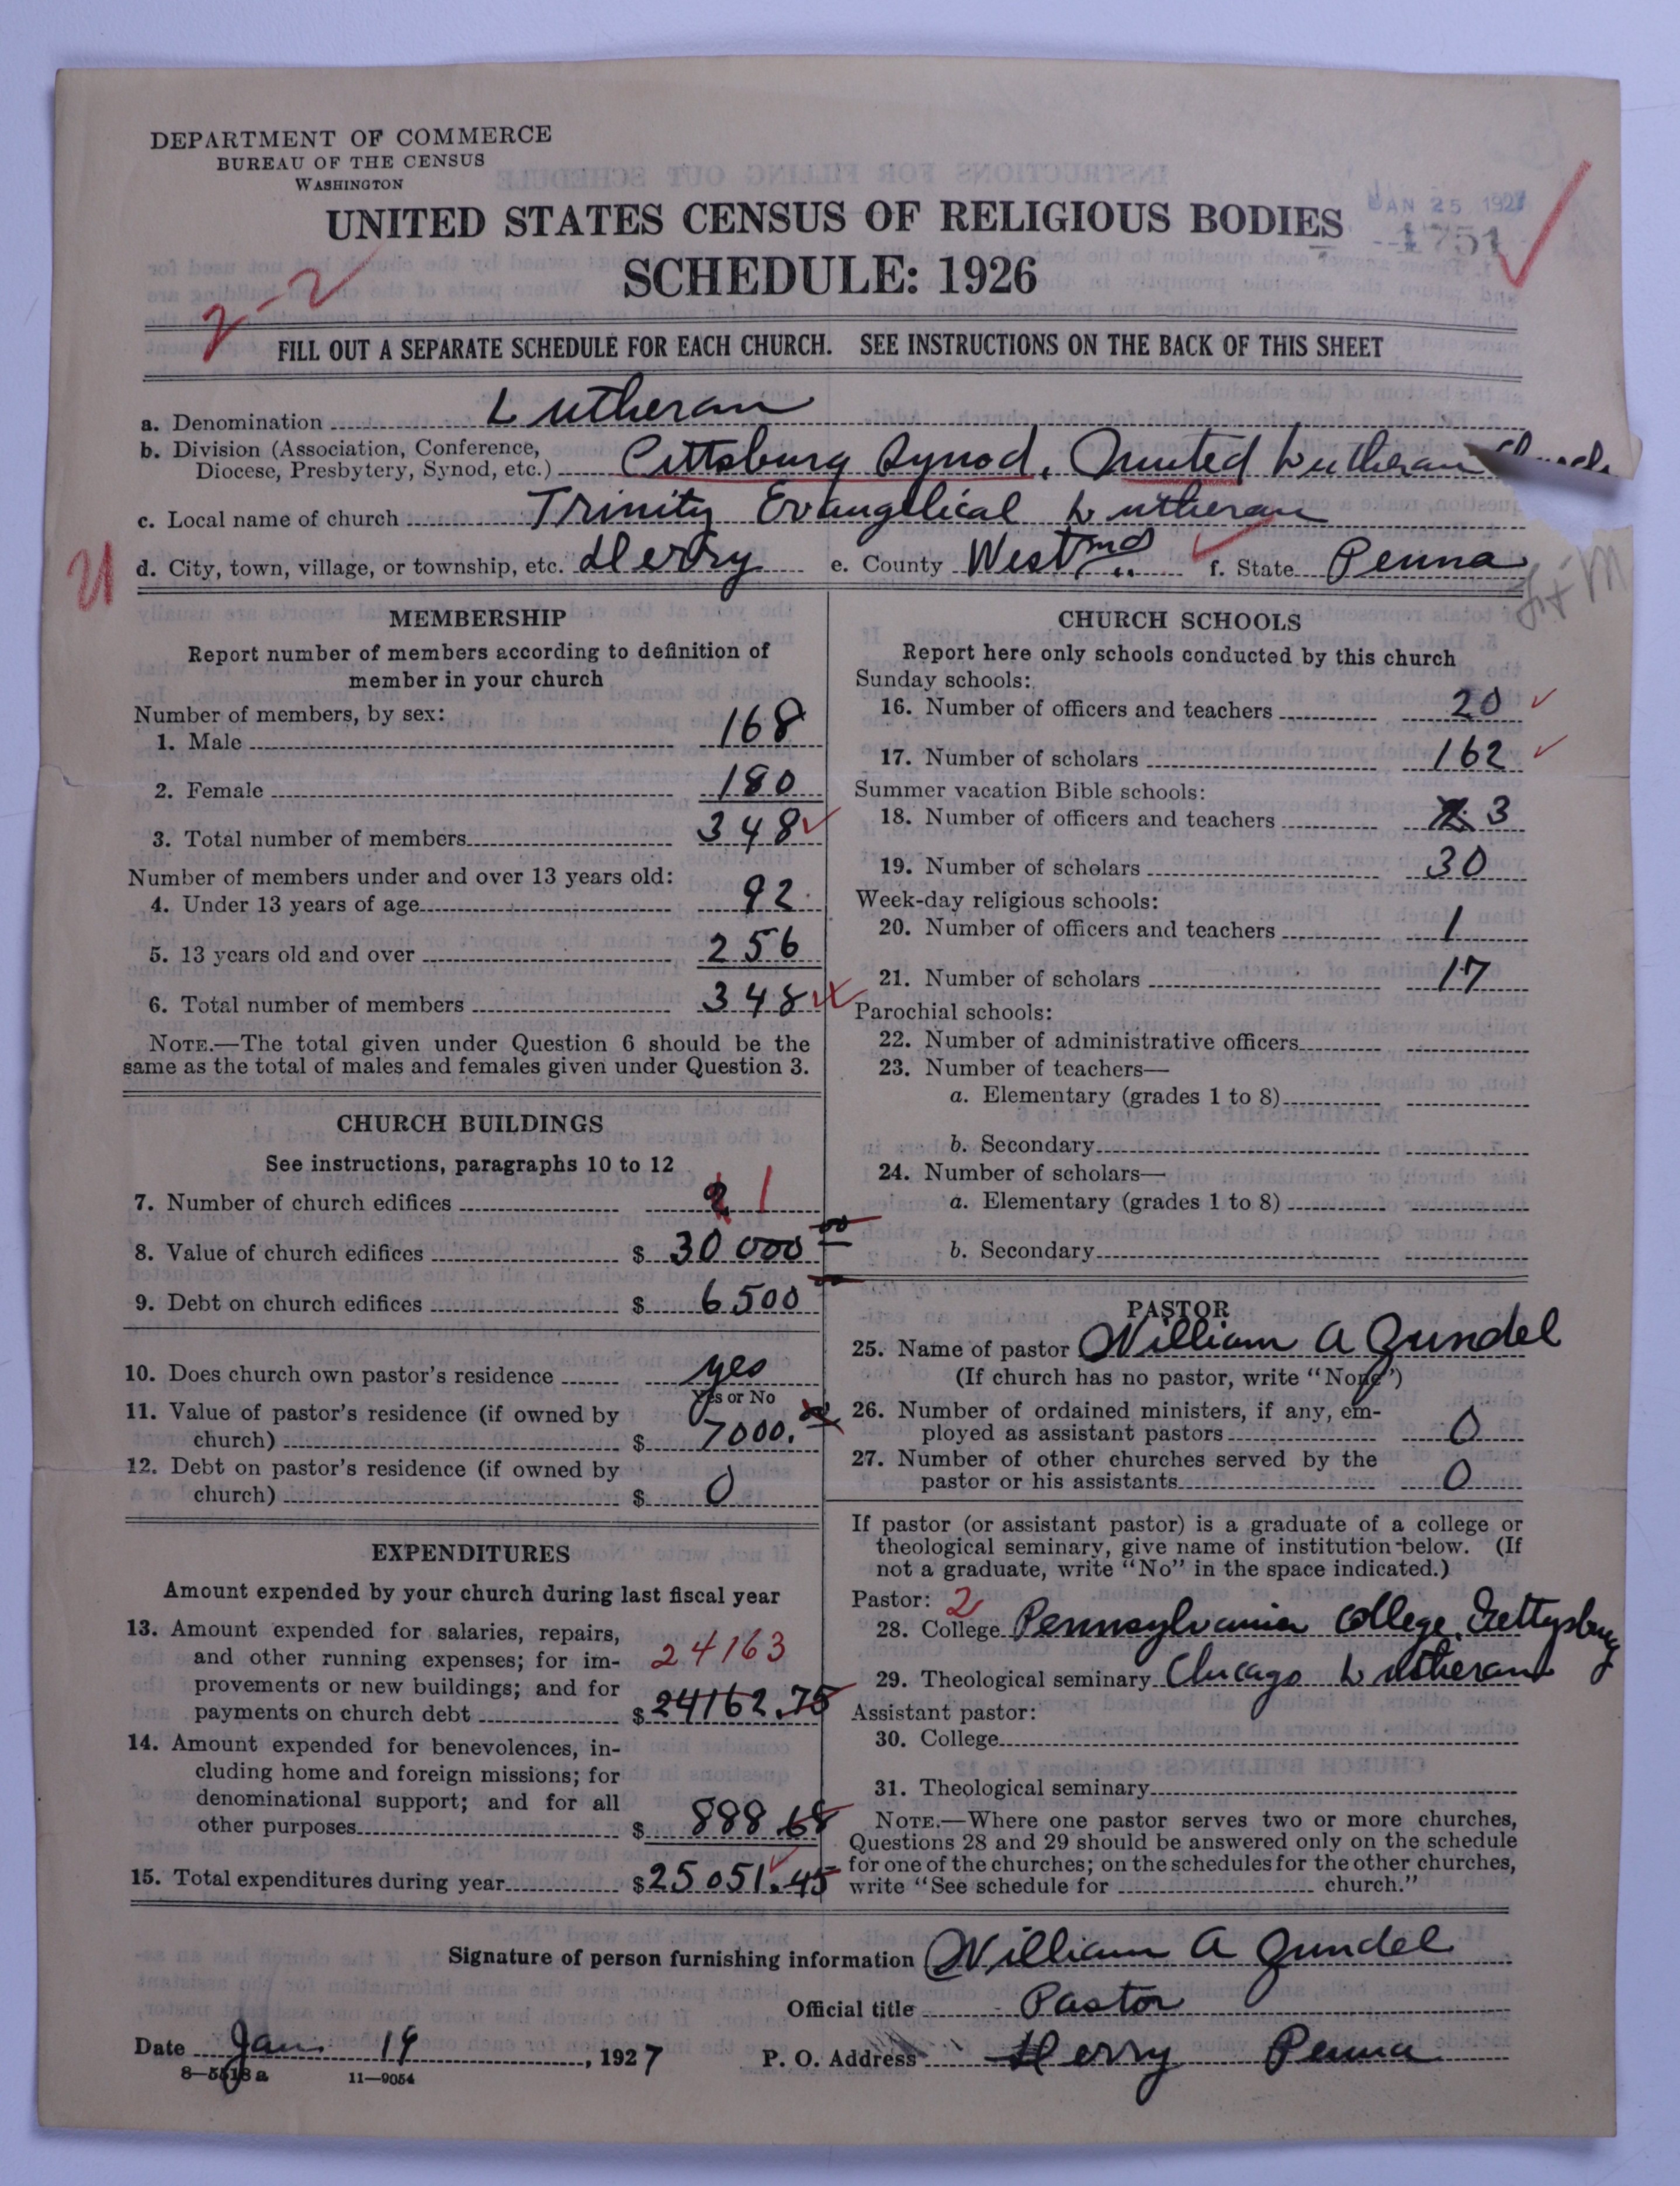 DEPARTMENT OF COMMERCE
BUREAU OF THE CENSUS
WASHINGTON
JAN 25 1927
1751
UNITED STATES CENSUS OF RELIGIOUS BODIES
SCHEDULE: 1926
2-2
FILL OUT A SEPARATE SCHEDULE FOR EACH CHURCH. SEE INSTRUCTIONS ON THE BACK OF THIS SHEET
a. Denomination Lutheran
b. Division (Association, Conference,
Diocese, Presbytery, Synod, etc.) Pittsburg Synod, United Lutheran Church
c. Local name of church Trinity Evangelical Lutheran
d. City, town, village, or township, etc. Derry e. County Westmd f. State Penna
MEMBERSHIP
Report number of members according to definition of
member in your church
Number of members, by sex:
1. Male 168
2. Female 180
3. Total number of members 348
Number of members under and over 13 years old:
4. Under 13 years of age 92
5. 13 years old and over 256
6. Total number of members 348
NOTE.—The total given under Question 6 should be the
same as the total of males and females given under Question 3.
CHURCH BUILDINGS
See instructions, paragraphs 10 to 12
7. Number of church edifices 2 1
8. Value of church edifices $ 30 000 00
9. Debt on church edifices $ 6500
10. Does church own pastor's residence yes
Yes or No
11. Value of pastor's residence (if owned by
church) $ 7000. 00
12. Debt on pastor's residence (if owned by
church) $ 0
EXPENDITURES
Amount expended by your church during last fiscal year
13. Amount expended for salaries, repairs,
and other running expenses; for im- 24163
provements or new buildings; and for
payments on church debt $ 24162.75
14. Amount expended for benevolences, in-
cluding home and foreign missions; for
denominational support; and for all
other purposes $ 888.68
15. Total expenditures during year $ 25051.45
CHURCH SCHOOLS
Report here only schools conducted by this church
Sunday schools:
16. Number of officers and teachers 20
17. Number of scholars 162
Summer vacation Bible schools:
18. Number of officers and teachers 3
19. Number of scholars 30
Week-day religious schools:
20. Number of officers and teachers 1
21. Number of scholars 17
Parochial schools:
22. Number of administrative officers
23. Number of teachers—
a. Elementary (grades 1 to 8)
b. Secondary
24. Number of scholars—
a. Elementary (grades 1 to 8)
b. Secondary
PASTOR
25. Name of pastor William A Zundel
(If church has no pastor, write "None")
26. Number of ordained ministers, if any, em-
ployed as assistant pastors 0
27. Number of other churches served by the
pastor or his assistants 0
If pastor (or assistant pastor) is a graduate of a college or
theological seminary, give name of institution below. (If
not a graduate, write "No" in the space indicated.)
Pastor: 2
28. College Pennsylvania College, Gettysburg
29. Theological seminary Chicago Lutheran
Assistant pastor:
30. College
31. Theological seminary
NOTE.—Where one pastor serves two or more churches,
Questions 28 and 29 should be answered only on the schedule
for one of the churches; on the schedules for the other churches,
write "See schedule for church."
Signature of person furnishing information William A Zundel
Official title Pastor
Date Jan. 19, 1927 P. O. Address Derry Penna
8—5513a 11—9054